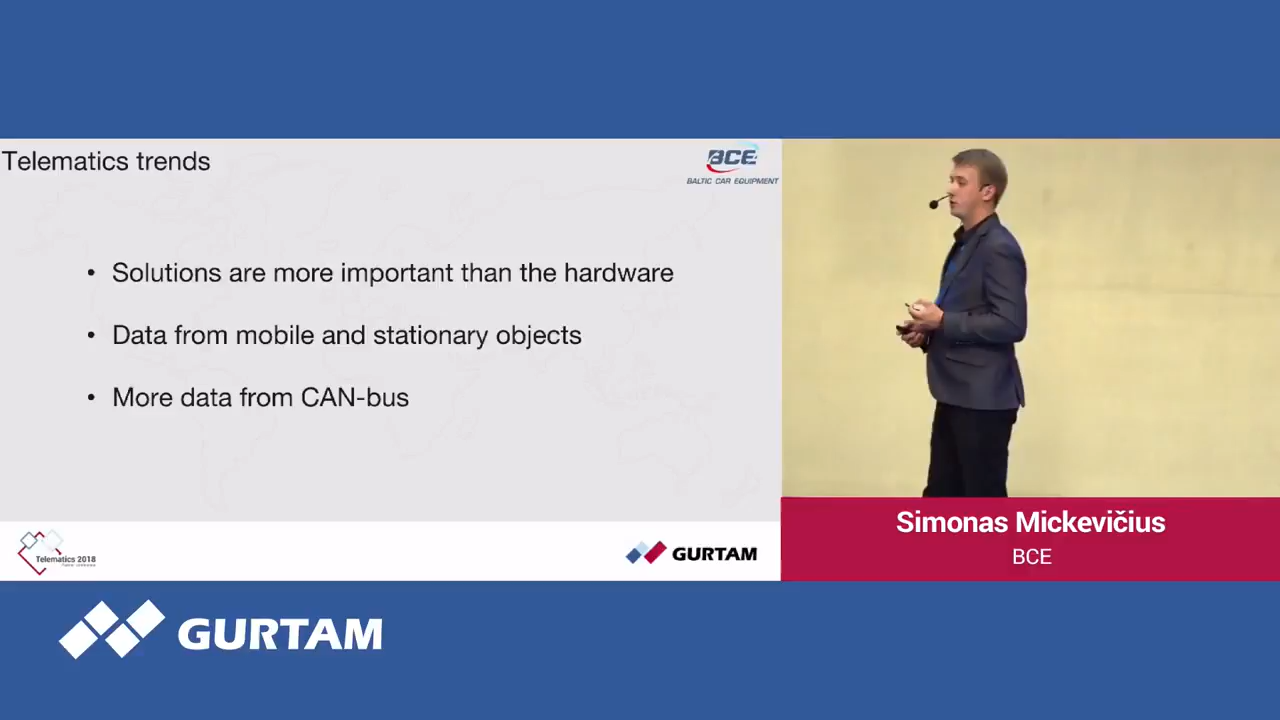 Telematics trends
BCE
BALTIC CAR EQUIPMENT
• Solutions are more important than the hardware
• Data from mobile and stationary objects
• More data from CAN-bus
Telematics 2018
GURTAM
Simonas Mickevičius
BCE
GURTAM